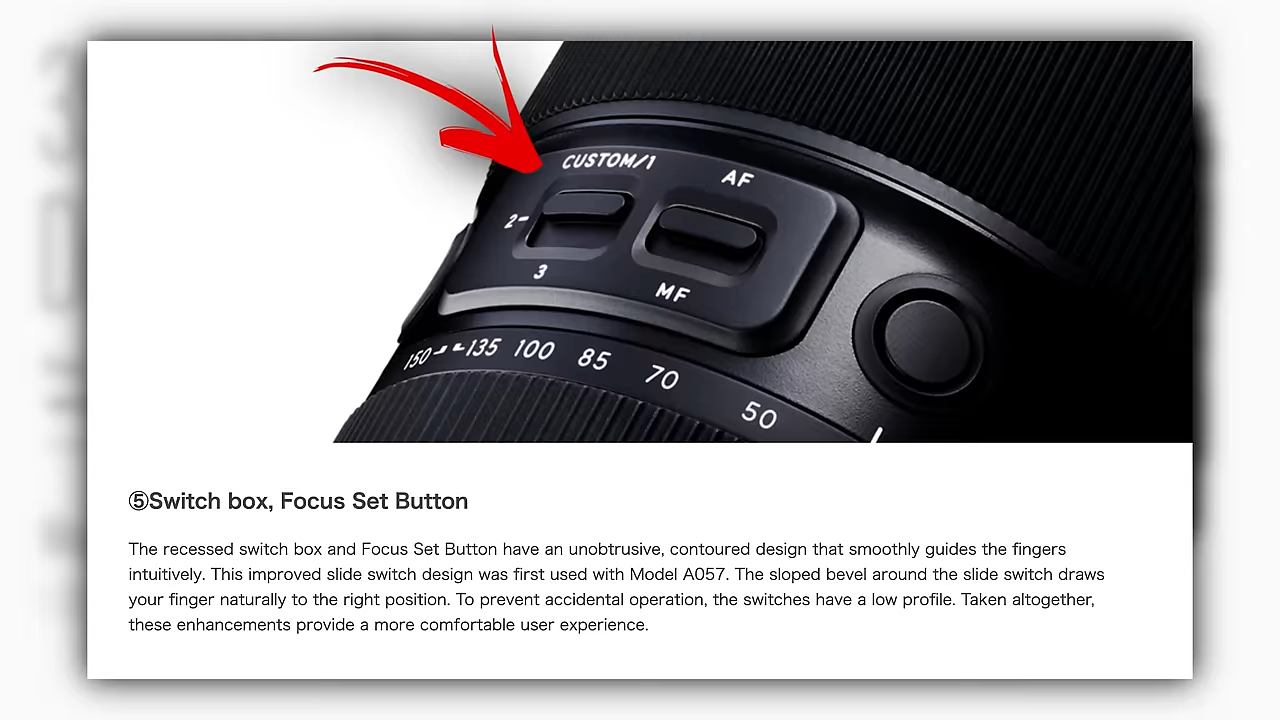 CUSTOM/1
AF
2-
3
MF
150 135 100 85 70 50
⑤Switch box, Focus Set Button
The recessed switch box and Focus Set Button have an unobtrusive, contoured design that smoothly guides the fingers
intuitively. This improved slide switch design was first used with Model A057. The sloped bevel around the slide switch draws
your finger naturally to the right position. To prevent accidental operation, the switches have a low profile. Taken altogether,
these enhancements provide a more comfortable user experience.